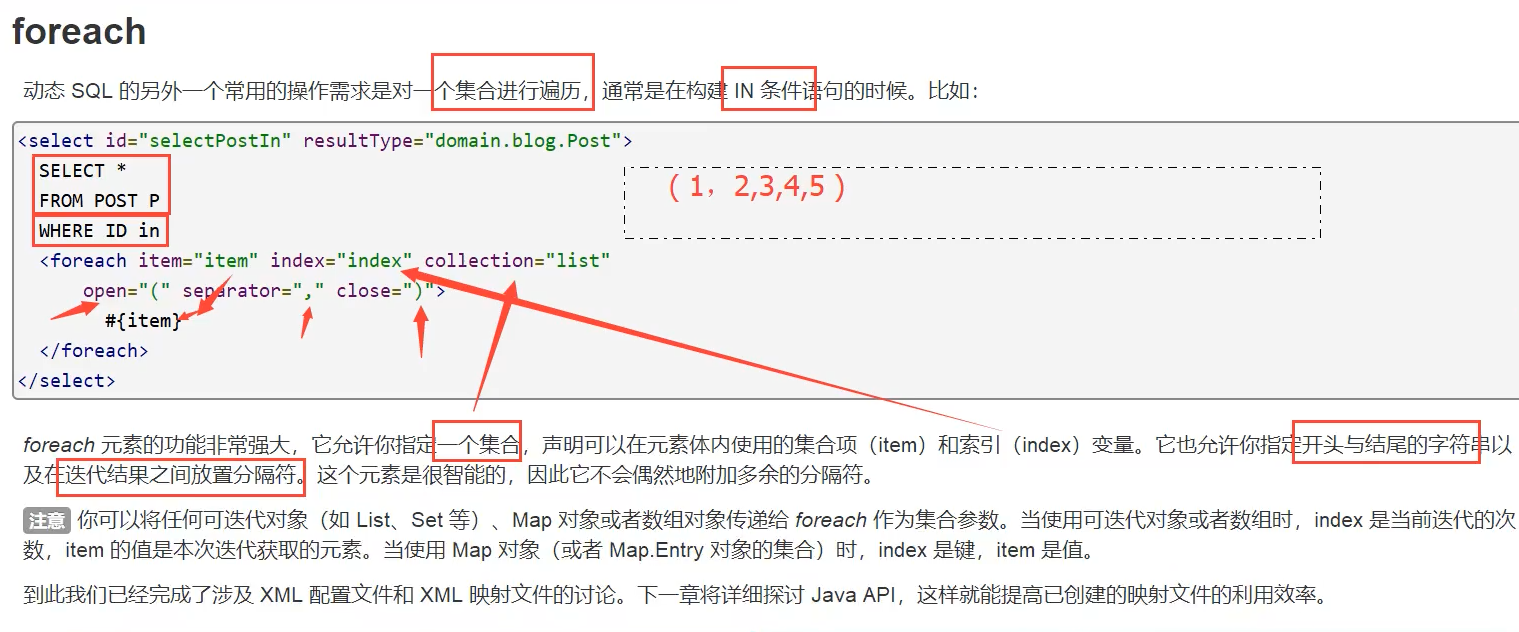 foreach
动态 SQL 的另外一个常用的操作需求是对一个集合进行遍历，通常是在构建 IN 条件语句的时候。比如：
<select id="selectPostIn" resultType="domain.blog.Post">
SELECT *
（1，2,3,4,5）
FROM POST P
WHERE ID in
<foreach item="item" index="index" collection="list"
open="(" separator="," close=")">
#{item}
</foreach>
</select>
foreach 元素的功能非常强大，它允许你指定一个集合，声明可以在元素体内使用的集合项（item）和索引（index）变量。它也允许你指定开头与结尾的字符串以
及在迭代结果之间放置分隔符。这个元素是很智能的，因此它不会偶然地附加多余的分隔符。
注意 你可以将任何可迭代对象（如 List、Set 等）、Map 对象或者数组对象传递给 foreach 作为集合参数。当使用可迭代对象或者数组时，index 是当前迭代的次
数，item 的值是本次迭代获取的元素。当使用 Map 对象（或者 Map.Entry 对象的集合）时，index 是键，item 是值。
到此我们已经完成了涉及 XML 配置文件和 XML 映射文件的讨论。下一章将详细探讨 Java API，这样就能提高已创建的映射文件的利用效率。